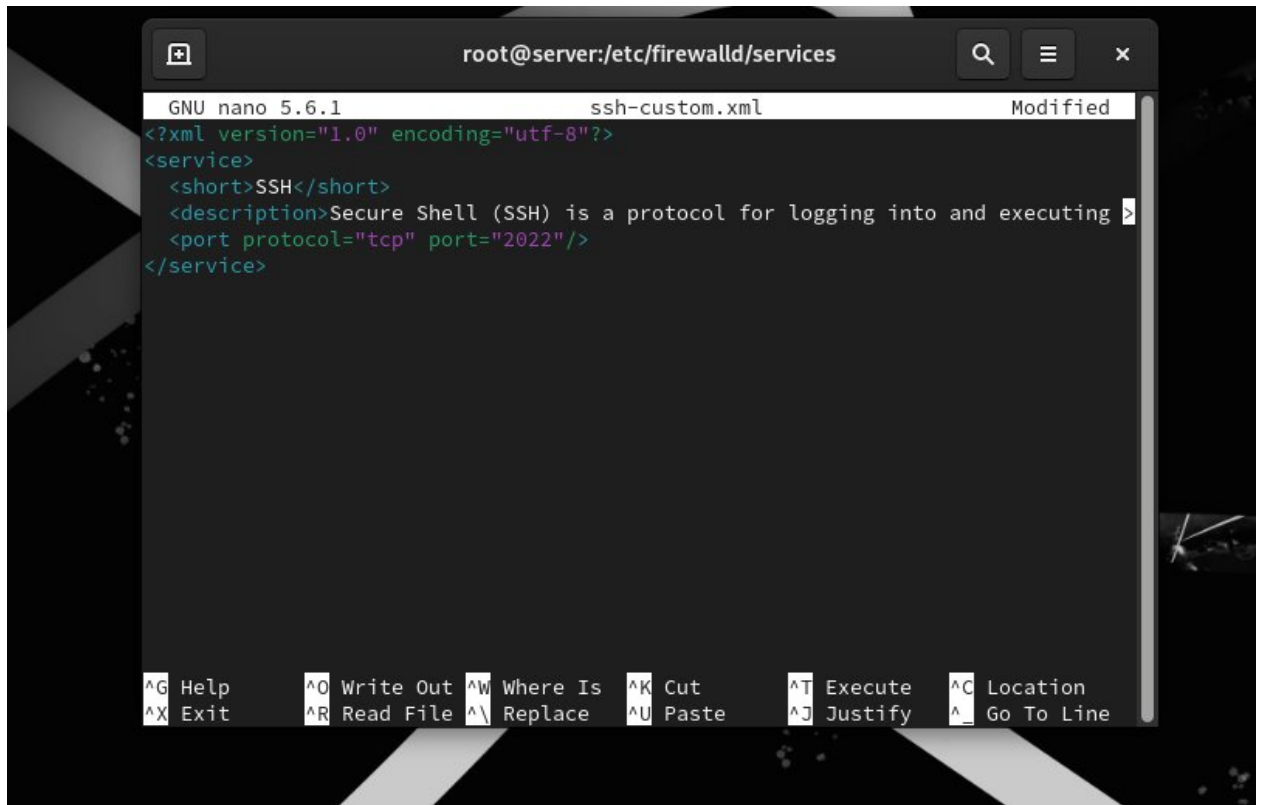 root@server:/etc/firewalld/services
GNU nano 5.6.1 ssh-custom.xml Modified
<?xml version="1.0" encoding="utf-8"?>
<service>
  <short>SSH</short>
  <description>Secure Shell (SSH) is a protocol for logging into and executing >
  <port protocol="tcp" port="2022"/>
</service>
^G Help ^O Write Out ^W Where Is ^K Cut ^T Execute ^C Location
^X Exit ^R Read File ^\ Replace ^U Paste ^J Justify ^_ Go To Line